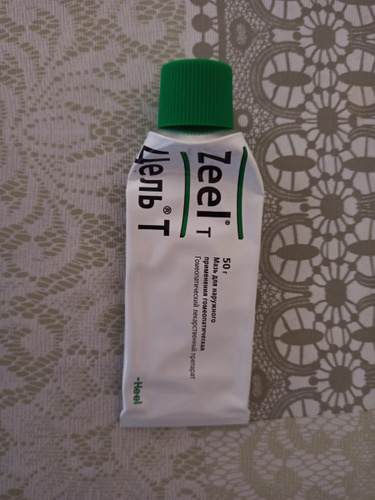 Zeel® T
Цель® T
50 г
Мазь для наружного
применения гомеопатическая
Гомеопатический лекарственный препарат
-Heel